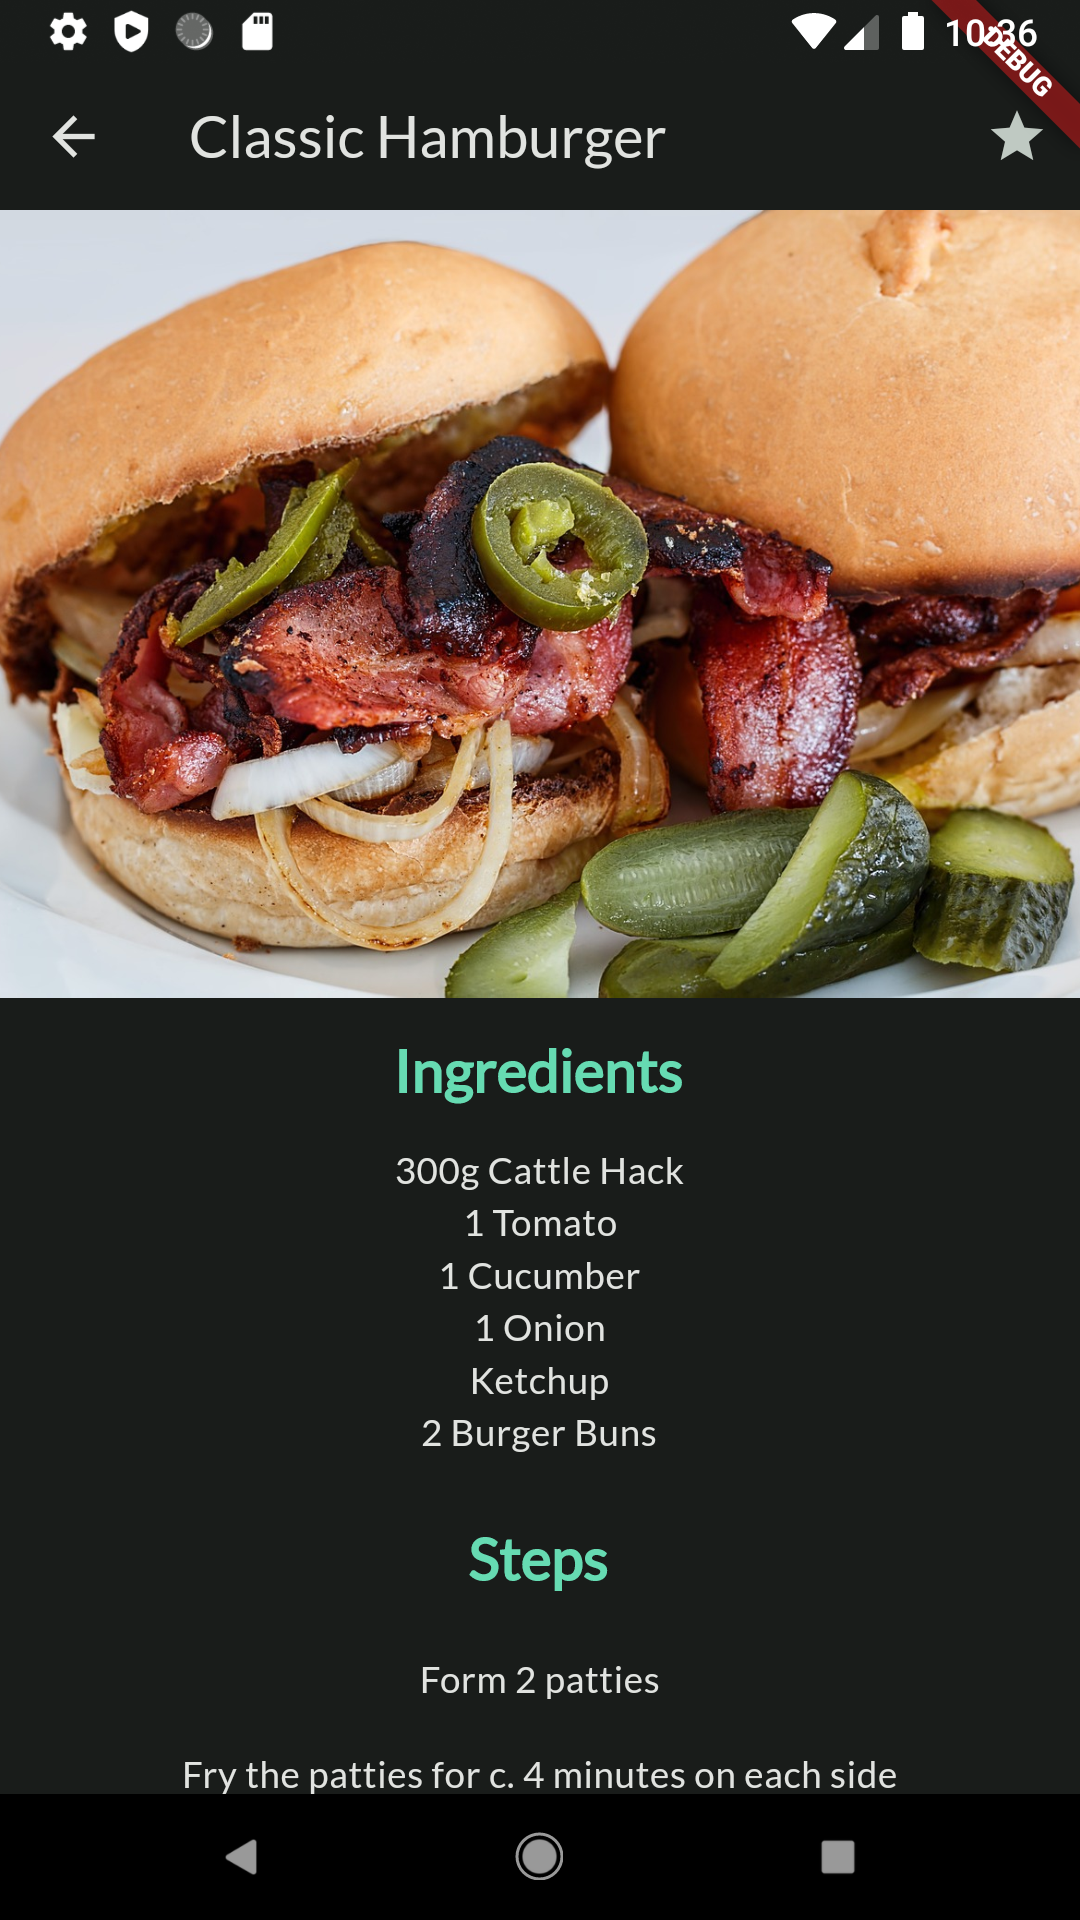 10:36
DEBUG
Classic Hamburger
Ingredients
300g Cattle Hack
1 Tomato
1 Cucumber
1 Onion
Ketchup
2 Burger Buns
Steps
Form 2 patties
Fry the patties for c. 4 minutes on each side